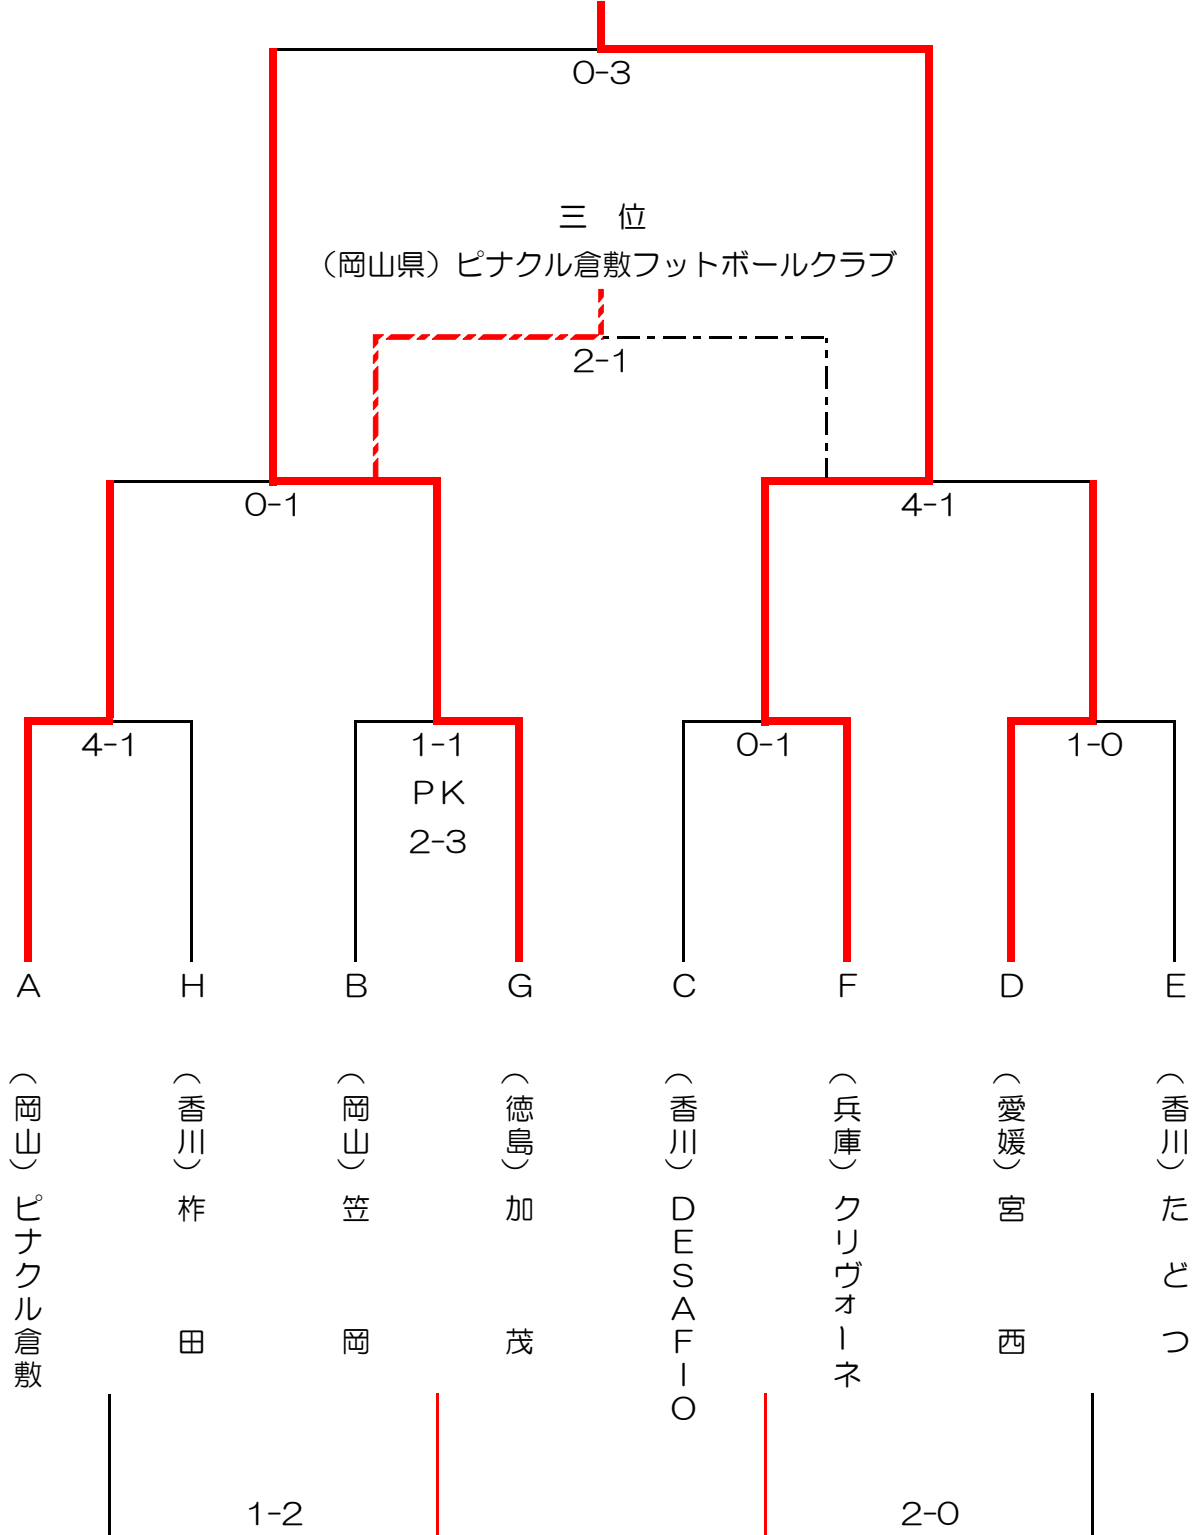 0-3
三　位
（岡山県）ピナクル倉敷フットボールクラブ
2-1
0-1
4-1
4-1
1-1
0-1
1-0
PK
2-3
A
H
B
G
C
F
D
E
（岡山）ピナクル倉敷
（香川）柞田
（岡山）笠岡
（徳島）加茂
（香川）DESAFIO
（兵庫）クリヴォーネ
（愛媛）宮西
（香川）たどつ
1-2
2-0